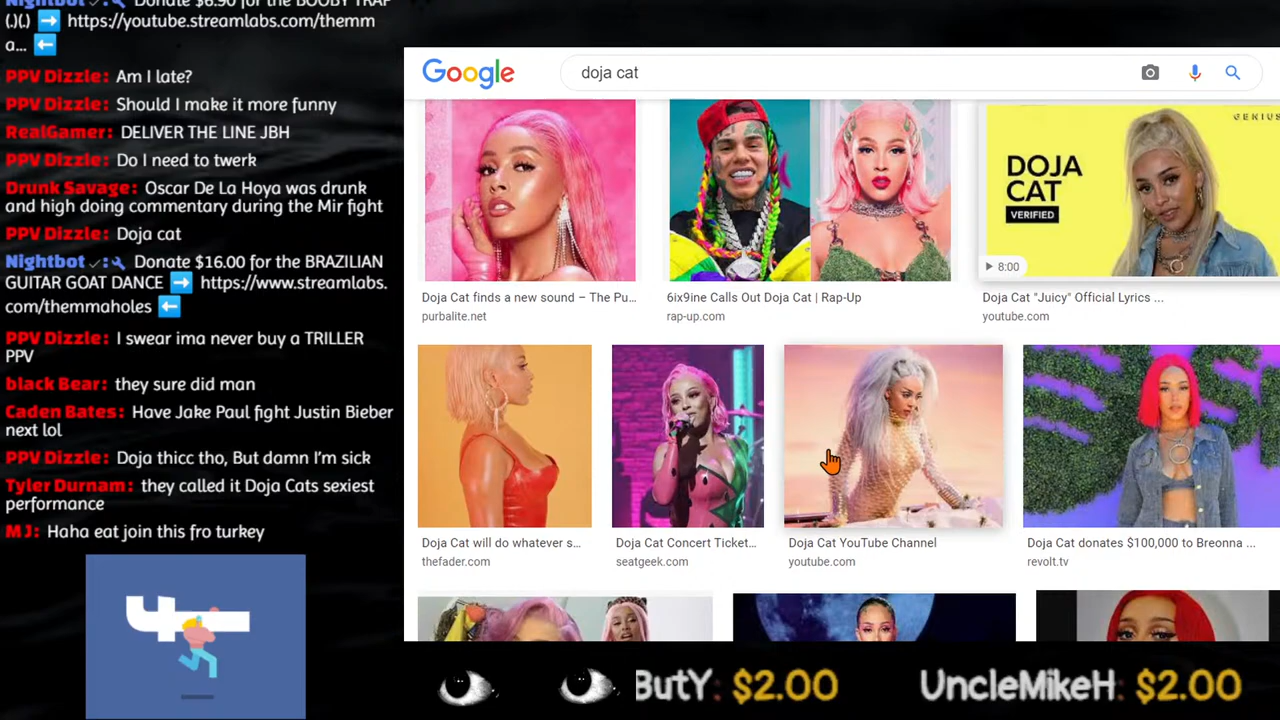 Nightbot ✓: Donate $6.90 for the BOOBY TRAP
(.)(.) ➡️ https://youtube.streamlabs.com/themm
a... ⬅️
PPV Dizzle: Am I late?
PPV Dizzle: Should I make it more funny
RealGamer: DELIVER THE LINE JBH
PPV Dizzle: Do I need to twerk
Drunk Savage: Oscar De La Hoya was drunk
and high doing commentary during the Mir fight
PPV Dizzle: Doja cat
Nightbot ✓: Donate $16.00 for the BRAZILIAN
GUITAR GOAT DANCE ➡️ https://www.streamlabs.
com/themmaholes ⬅️
PPV Dizzle: I swear ima never buy a TRILLER
PPV
black Bear: they sure did man
Caden Bates: Have Jake Paul fight Justin Bieber
next lol
PPV Dizzle: Doja thicc tho, But damn I'm sick
Tyler Durnam: they called it Doja Cats sexiest
performance
M J: Haha eat join this fro turkey
Google
doja cat
GENIUS
DOJA
CAT
VERIFIED
8:00
Doja Cat finds a new sound – The Pu...
purbalite.net
6ix9ine Calls Out Doja Cat | Rap-Up
rap-up.com
Doja Cat "Juicy" Official Lyrics ...
youtube.com
Doja Cat will do whatever s...
thefader.com
Doja Cat Concert Ticket...
seatgeek.com
Doja Cat YouTube Channel
youtube.com
Doja Cat donates $100,000 to Breonna ...
revolt.tv
ButY: $2.00
UncleMikeH: $2.00